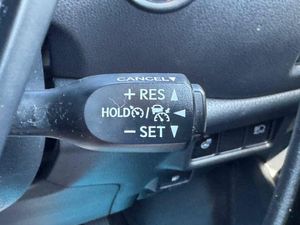 CANCEL
+ RES
HOLD /
− SET